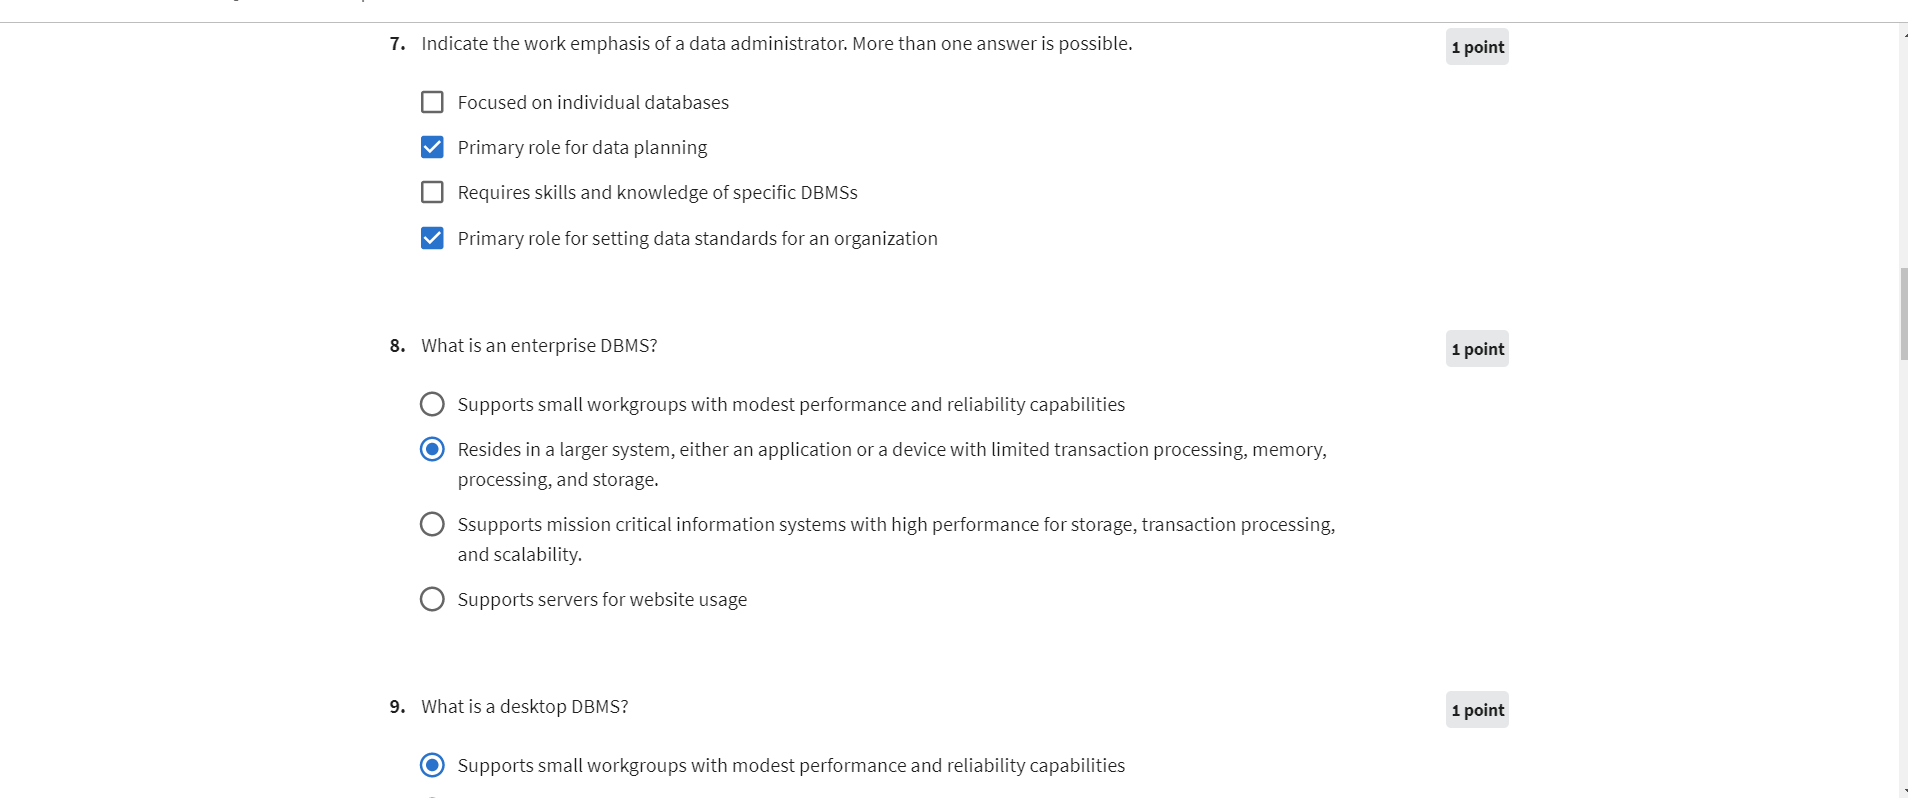 7. Indicate the work emphasis of a data administrator. More than one answer is possible.
1 point
Focused on individual databases
Primary role for data planning
Requires skills and knowledge of specific DBMSs
Primary role for setting data standards for an organization
8. What is an enterprise DBMS?
1 point
Supports small workgroups with modest performance and reliability capabilities
Resides in a larger system, either an application or a device with limited transaction processing, memory,
processing, and storage.
Ssupports mission critical information systems with high performance for storage, transaction processing,
and scalability.
Supports servers for website usage
9. What is a desktop DBMS?
1 point
Supports small workgroups with modest performance and reliability capabilities